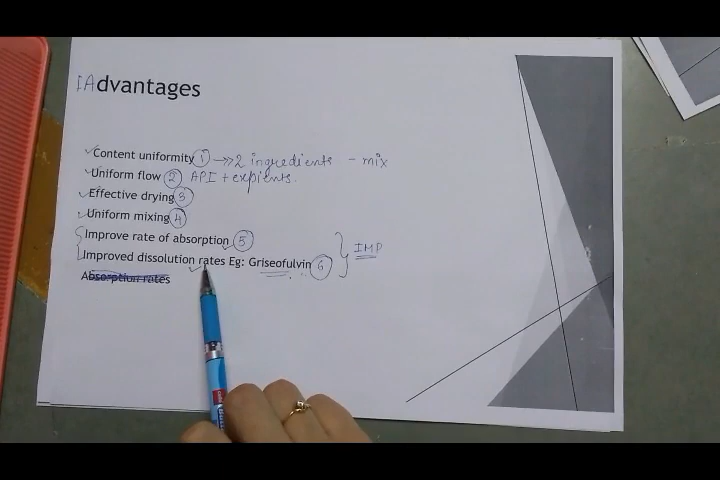 IAdvantages
Content uniformity 1 → 2 ingredients - mix
Uniform flow 2 API + expients.
Effective drying 3
Uniform mixing 4
Improve rate of absorption 5
Improved dissolution rates Eg: Griseofulvin 6 IMP
Absorption rates